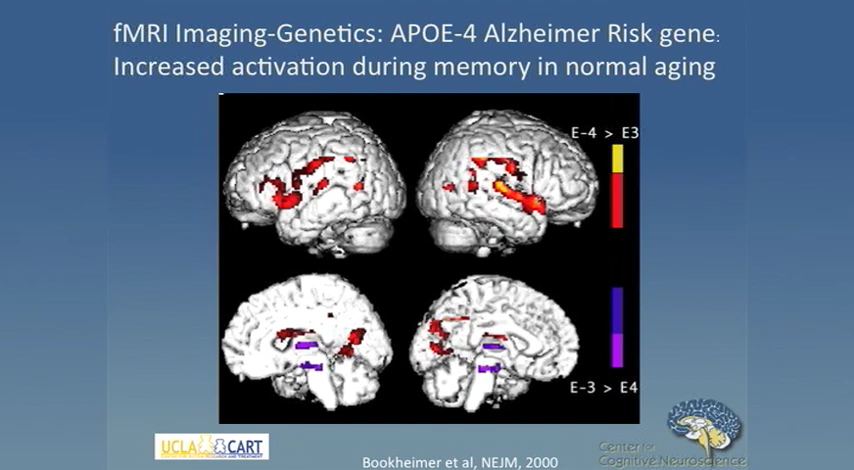 fMRI Imaging-Genetics: APOE-4 Alzheimer Risk gene:
Increased activation during memory in normal aging
E-4 > E3
E-3 > E4
UCLA CART
Center for
Cognitive Neuroscience
Bookheimer et al, NEJM, 2000